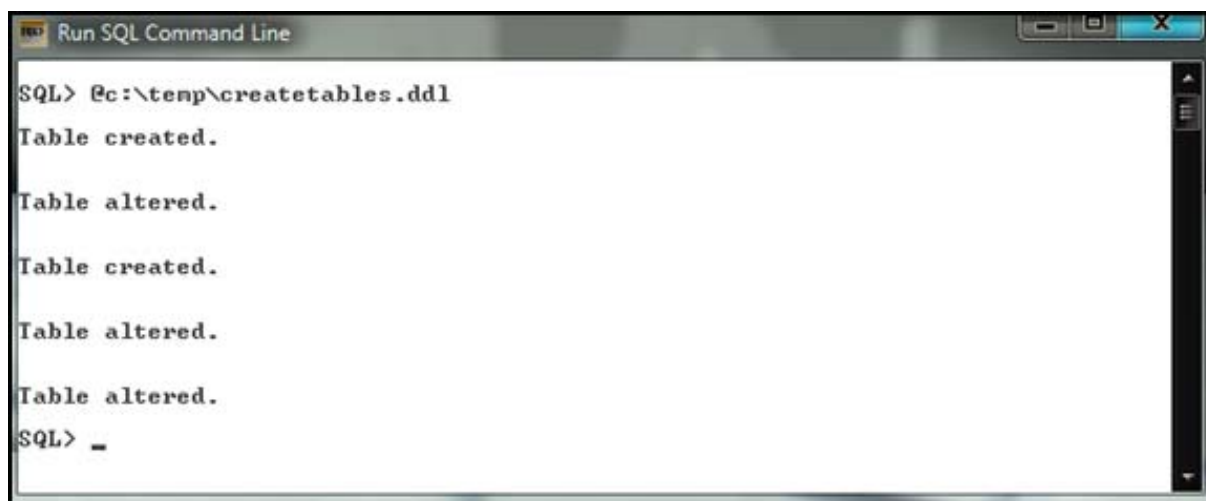 Run SQL Command Line
SQL> @c:\temp\createtables.ddl
Table created.
Table altered.
Table created.
Table altered.
Table altered.
SQL> _